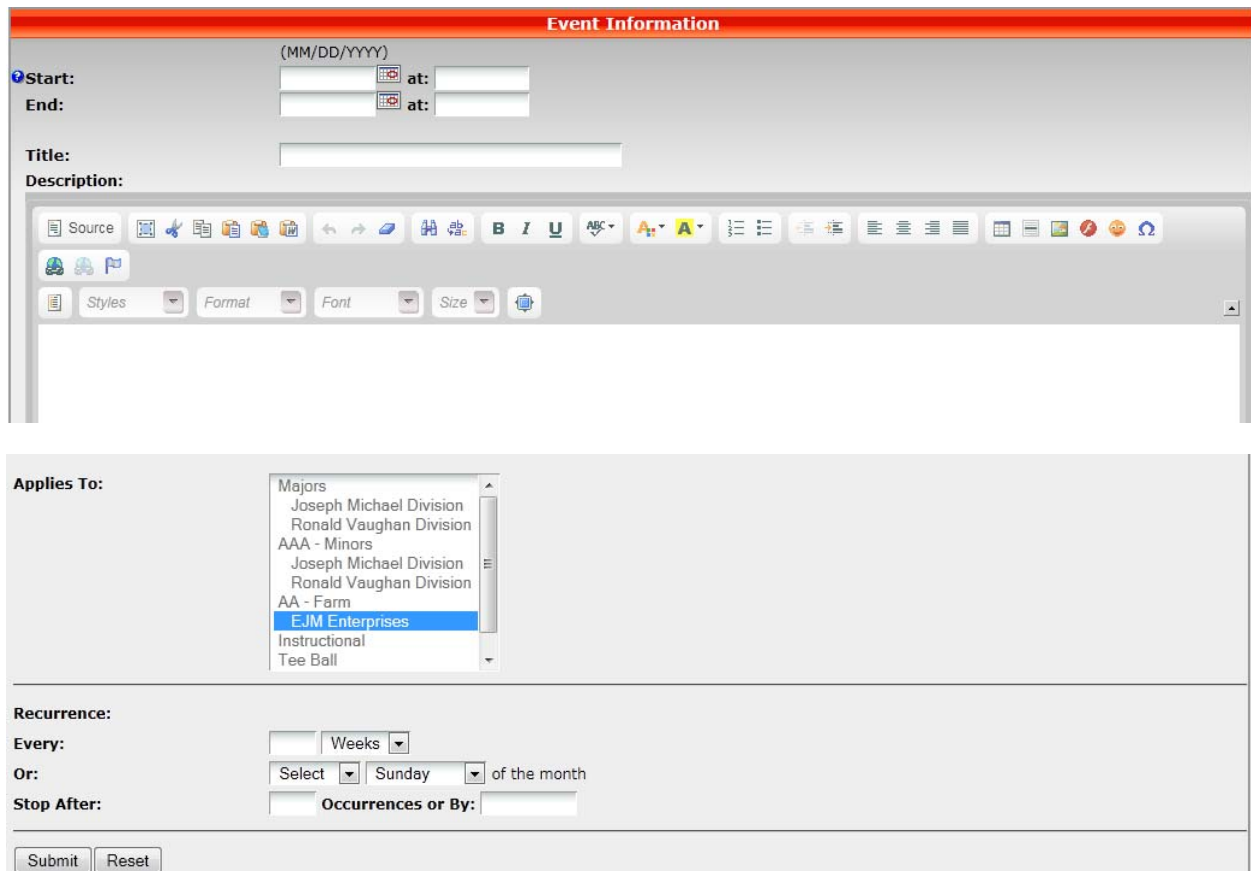 Event Information
(MM/DD/YYYY)
Start: at:
End: at:
Title:
Description:
Source B I U ABC A A Ω
Styles Format Font Size
Applies To:
Majors
Joseph Michael Division
Ronald Vaughan Division
AAA - Minors
Joseph Michael Division
Ronald Vaughan Division
AA - Farm
EJM Enterprises
Instructional
Tee Ball
Recurrence:
Every: Weeks
Or: Select Sunday of the month
Stop After: Occurrences or By:
Submit Reset